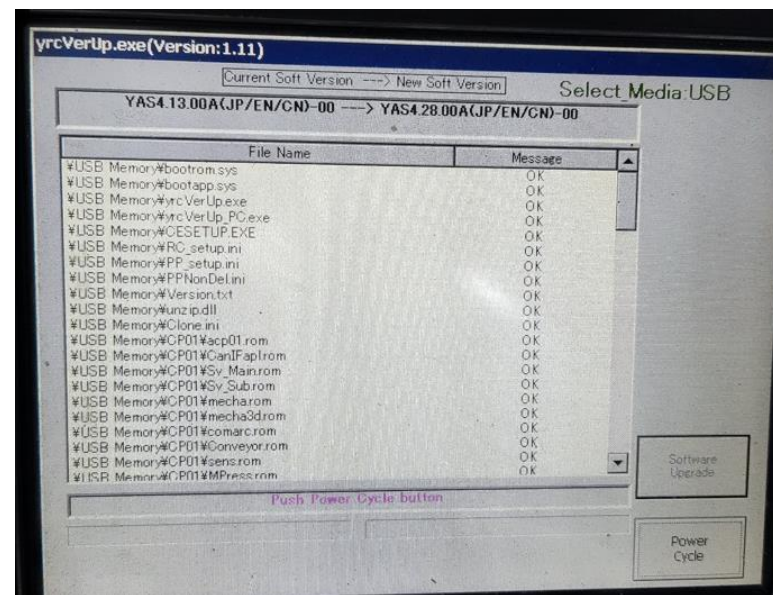 yrcVerUp.exe(Version:1.11)
Current Soft Version ---> New Soft Version
Select_Media:USB
YAS4.13.00A(JP/EN/CN)-00 ---> YAS4.28.00A(JP/EN/CN)-00
File Name Message
¥USB Memory¥bootrom.sys OK
¥USB Memory¥bootapp.sys OK
¥USB Memory¥yrcVerUp.exe OK
¥USB Memory¥yrcVerUp_PC.exe OK
¥USB Memory¥CESETUP.EXE OK
¥USB Memory¥RC_setup.ini OK
¥USB Memory¥PP_setup.ini OK
¥USB Memory¥PPNonDel.ini OK
¥USB Memory¥Version.txt OK
¥USB Memory¥unzip.dll OK
¥USB Memory¥Clone.ini OK
¥USB Memory¥CP01¥acp01.rom OK
¥USB Memory¥CP01¥CanIFapl.rom OK
¥USB Memory¥CP01¥Sv_Main.rom OK
¥USB Memory¥CP01¥Sv_Sub.rom OK
¥USB Memory¥CP01¥mecha.rom OK
¥USB Memory¥CP01¥mecha3d.rom OK
¥USB Memory¥CP01¥comarc.rom OK
¥USB Memory¥CP01¥Conveyor.rom OK
¥USB Memory¥CP01¥sens.rom OK
¥USB Memory¥CP01¥MPress.rom OK
Software
Upgrade
Push Power Cycle button
Power
Cycle